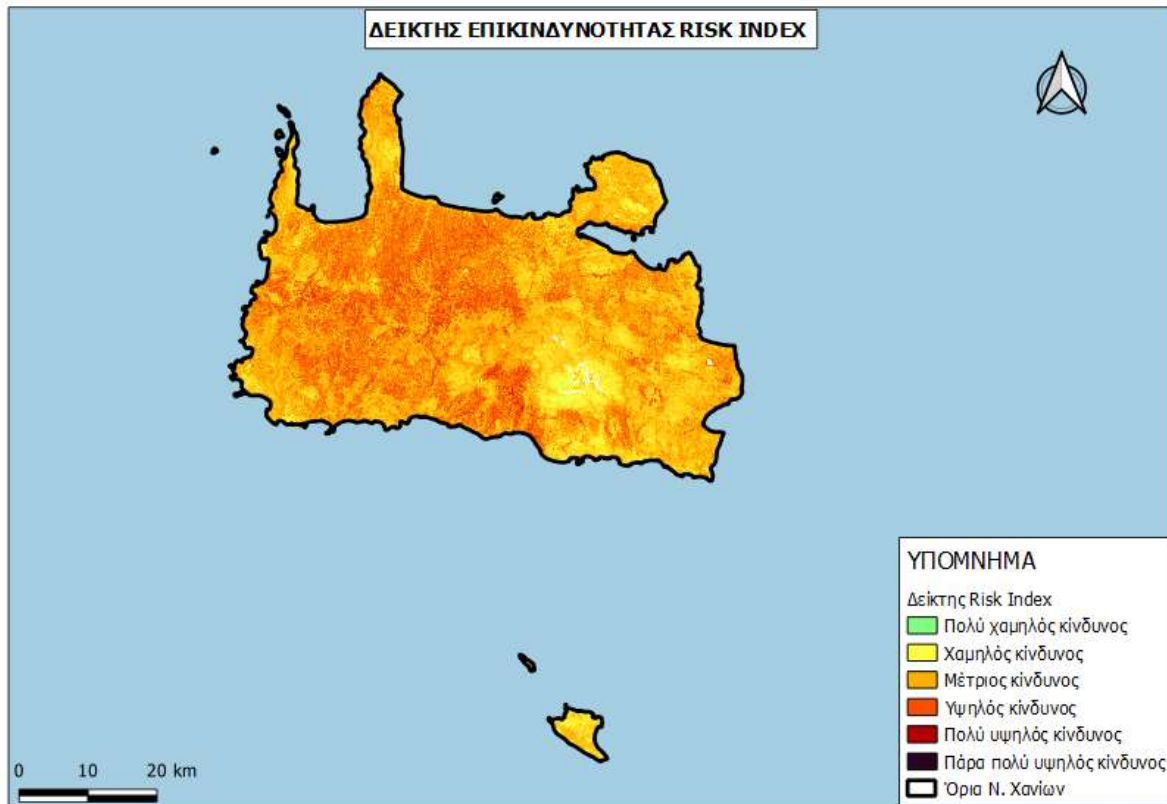 ΔΕΙΚΤΗΣ ΕΠΙΚΙΝΔΥΝΟΤΗΤΑΣ RISK INDEX
ΥΠΟΜΝΗΜΑ
Δείκτης Risk Index
Πολύ χαμηλός κίνδυνος
Χαμηλός κίνδυνος
Μέτριος κίνδυνος
Υψηλός κίνδυνος
Πολύ υψηλός κίνδυνος
Πάρα πολύ υψηλός κίνδυνος
Όρια Ν. Χανίων
0 10 20 km